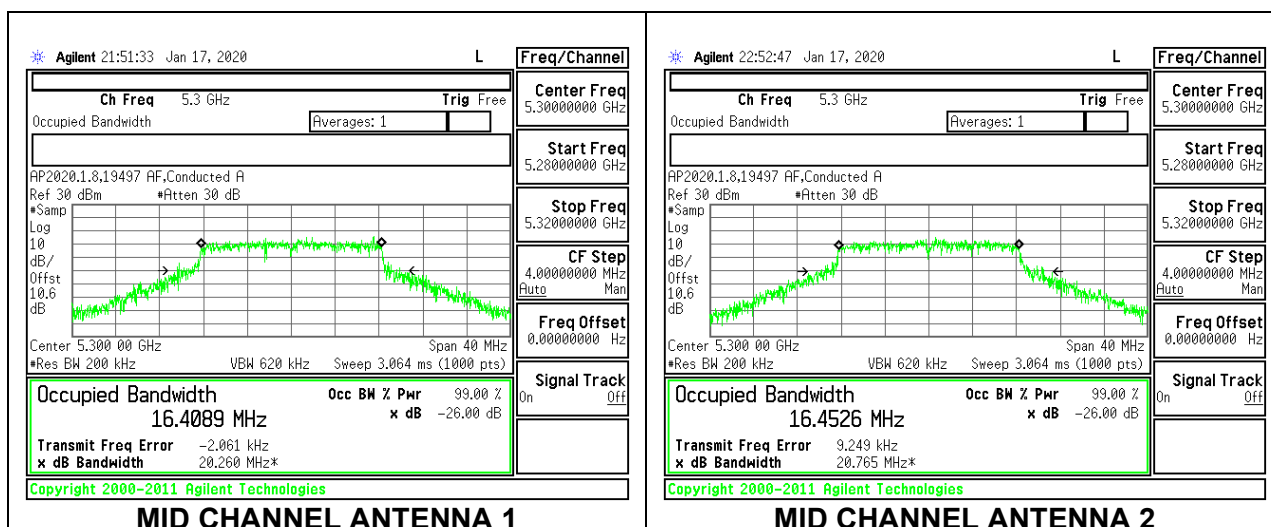 Agilent 21:51:33 Jan 17, 2020 L
Freq/Channel
Ch Freq 5.3 GHz Trig Free
Occupied Bandwidth Averages: 1
AP2020.1.8,19497 AF,Conducted A
Ref 30 dBm #Atten 30 dB
#Samp
Log
10
dB/
Offst
10.6
dB
Center 5.300 00 GHz Span 40 MHz
#Res BW 200 kHz VBW 620 kHz Sweep 3.064 ms (1000 pts)
Occupied Bandwidth Occ BW % Pwr 99.00 %
16.4089 MHz x dB -26.00 dB
Transmit Freq Error -2.061 kHz
x dB Bandwidth 20.260 MHz*
Copyright 2000-2011 Agilent Technologies
Center Freq
5.30000000 GHz
Start Freq
5.28000000 GHz
Stop Freq
5.32000000 GHz
CF Step
4.00000000 MHz
Auto Man
Freq Offset
0.00000000 Hz
Signal Track
On Off
MID CHANNEL ANTENNA 1
Agilent 22:52:47 Jan 17, 2020 L
Freq/Channel
Ch Freq 5.3 GHz Trig Free
Occupied Bandwidth Averages: 1
AP2020.1.8,19497 AF,Conducted A
Ref 30 dBm #Atten 30 dB
#Samp
Log
10
dB/
Offst
10.6
dB
Center 5.300 00 GHz Span 40 MHz
#Res BW 200 kHz VBW 620 kHz Sweep 3.064 ms (1000 pts)
Occupied Bandwidth Occ BW % Pwr 99.00 %
16.4526 MHz x dB -26.00 dB
Transmit Freq Error 9.249 kHz
x dB Bandwidth 20.765 MHz*
Copyright 2000-2011 Agilent Technologies
Center Freq
5.30000000 GHz
Start Freq
5.28000000 GHz
Stop Freq
5.32000000 GHz
CF Step
4.00000000 MHz
Auto Man
Freq Offset
0.00000000 Hz
Signal Track
On Off
MID CHANNEL ANTENNA 2